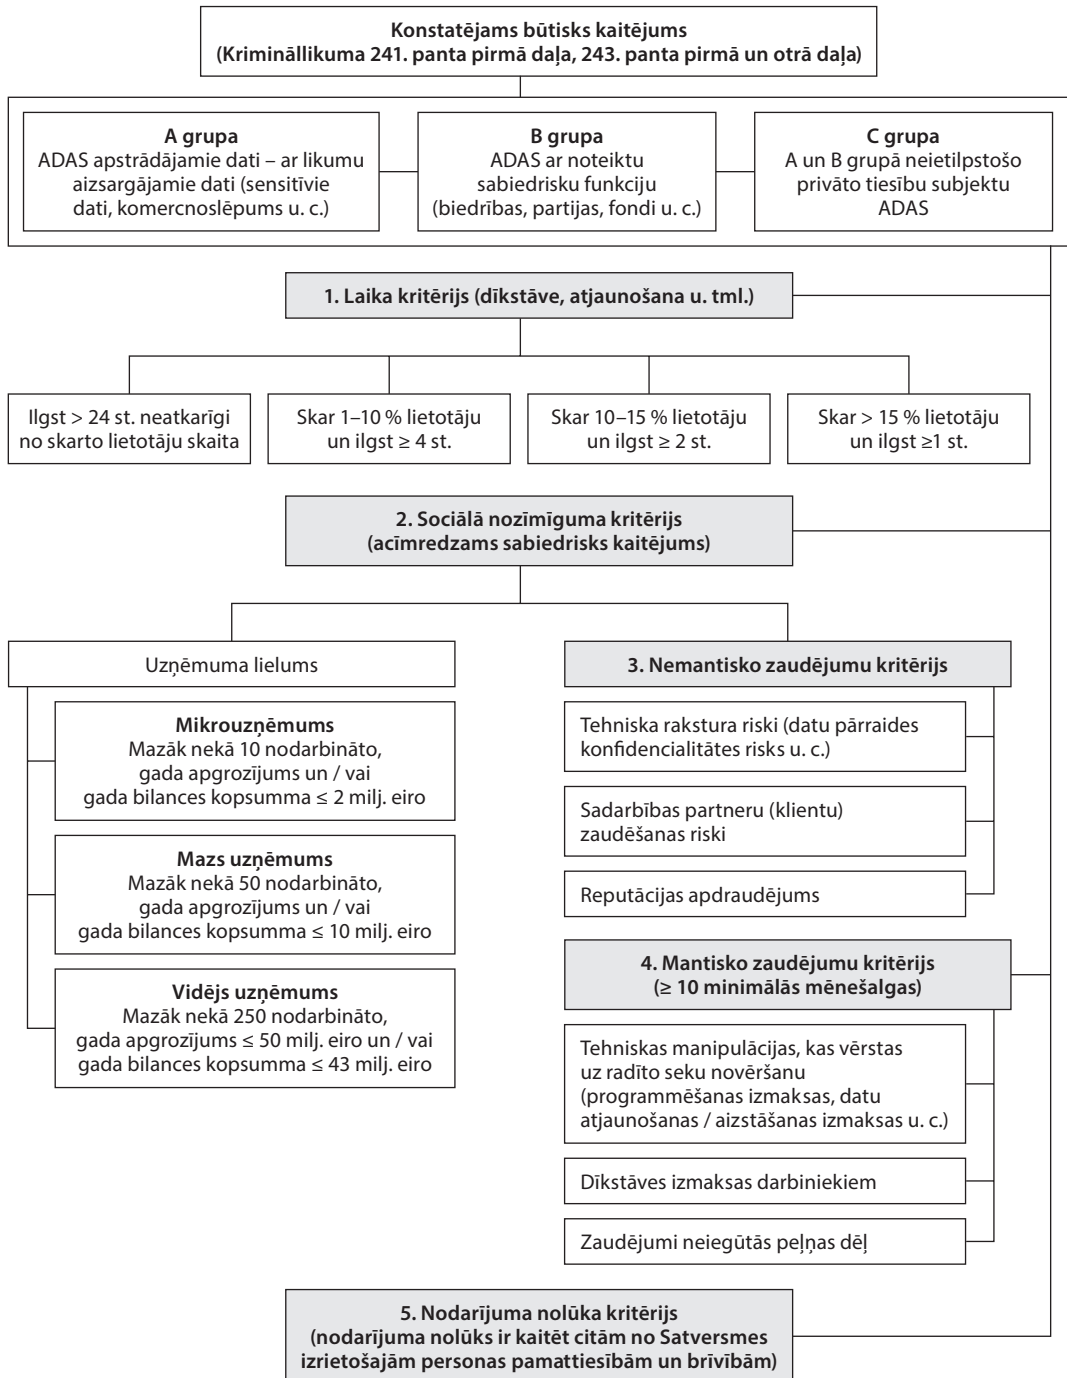 Konstatējams būtisks kaitējums
(Krimināllikuma 241. panta pirmā daļa, 243. panta pirmā un otrā daļa)
A grupa
ADAS apstrādājamie dati – ar likumu
aizsargājamie dati (sensitīvie
dati, komercnoslēpums u. c.)
B grupa
ADAS ar noteiktu
sabiedrisku funkciju
(biedrības, partijas, fondi u. c.)
C grupa
A un B grupā neietilpstošo
privāto tiesību subjektu
ADAS
1. Laika kritērijs (dīkstāve, atjaunošana u. tml.)
Ilgst > 24 st. neatkarīgi
no skarto lietotāju skaita
Skar 1–10 % lietotāju
un ilgst ≥ 4 st.
Skar 10–15 % lietotāju
un ilgst ≥ 2 st.
Skar > 15 % lietotāju
un ilgst ≥1 st.
2. Sociālā nozīmīguma kritērijs
(acīmredzams sabiedrisks kaitējums)
Uzņēmuma lielums
Mikrouzņēmums
Mazāk nekā 10 nodarbināto,
gada apgrozījums un / vai
gada bilances kopsumma ≤ 2 milj. eiro
Mazs uzņēmums
Mazāk nekā 50 nodarbināto,
gada apgrozījums un / vai
gada bilances kopsumma ≤ 10 milj. eiro
Vidējs uzņēmums
Mazāk nekā 250 nodarbināto,
gada apgrozījums ≤ 50 milj. eiro un / vai
gada bilances kopsumma ≤ 43 milj. eiro
3. Nemantisko zaudējumu kritērijs
Tehniska rakstura riski (datu pārraides
konfidencialitātes risks u. c.)
Sadarbības partneru (klientu)
zaudēšanas riski
Reputācijas apdraudējums
4. Mantisko zaudējumu kritērijs
(≥ 10 minimālās mēnešalgas)
Tehniskas manipulācijas, kas vērstas
uz radīto seku novēršanu
(programmēšanas izmaksas, datu
atjaunošanas / aizstāšanas izmaksas u. c.)
Dīkstāves izmaksas darbiniekiem
Zaudējumi neiegūtās peļņas dēļ
5. Nodarījuma nolūka kritērijs
(nodarījuma nolūks ir kaitēt citām no Satversmes
izrietošajām personas pamattiesībām un brīvībām)